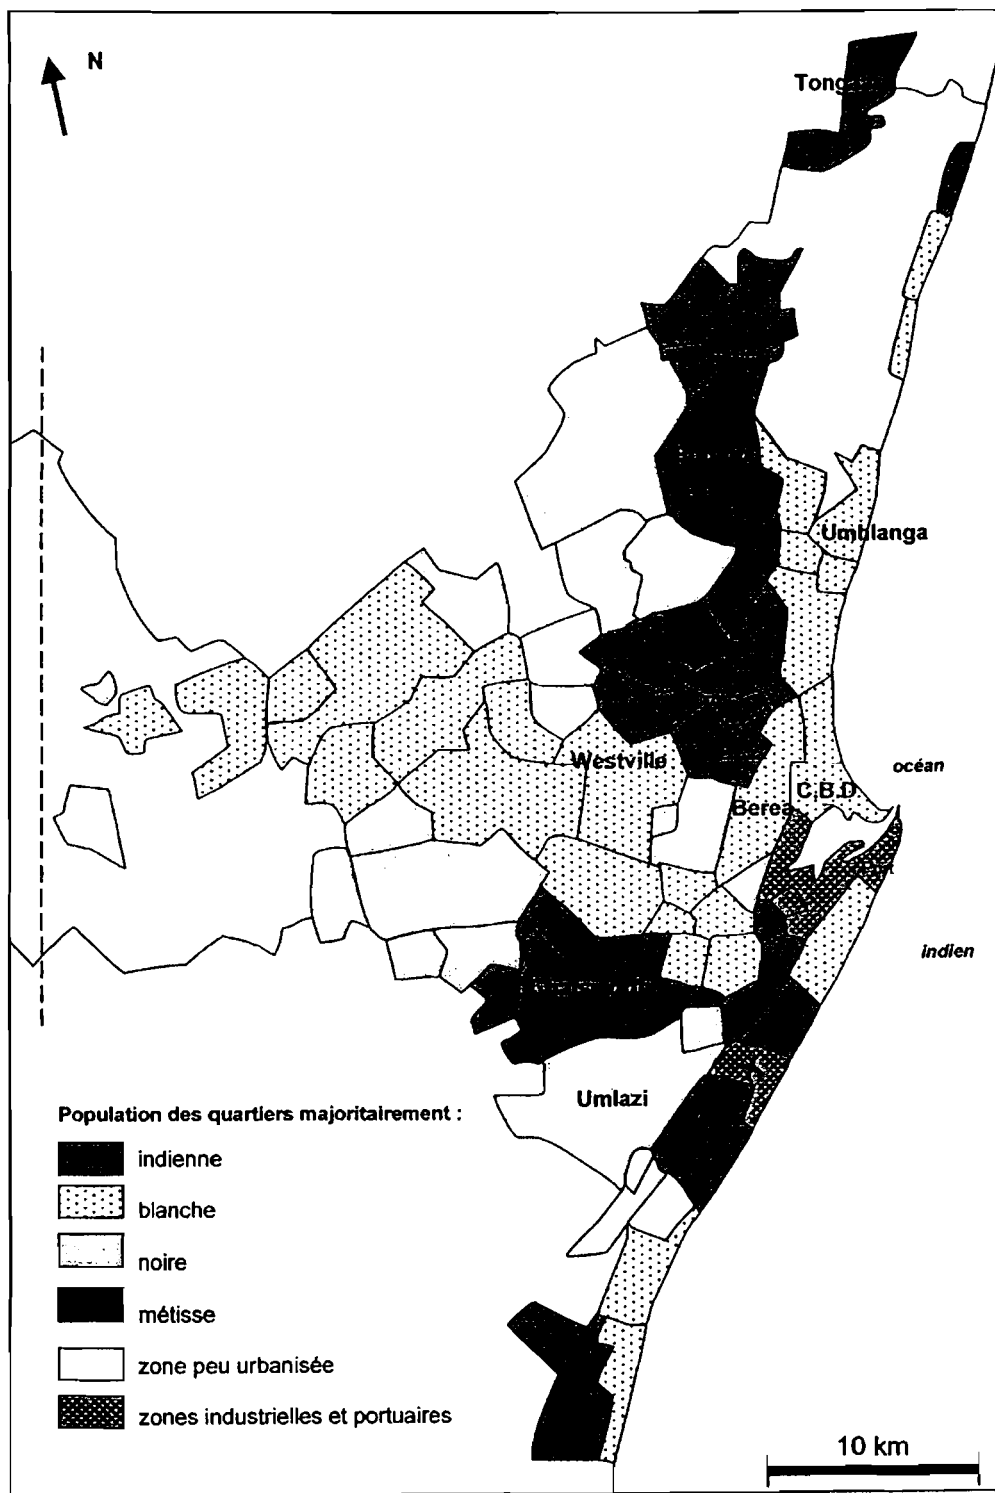 N
Tong
Umhlanga
Westville
Berea
C.B.D
océan
indien
Umlazi
Population des quartiers majoritairement :
indienne
blanche
noire
métisse
zone peu urbanisée
zones industrielles et portuaires
10 km